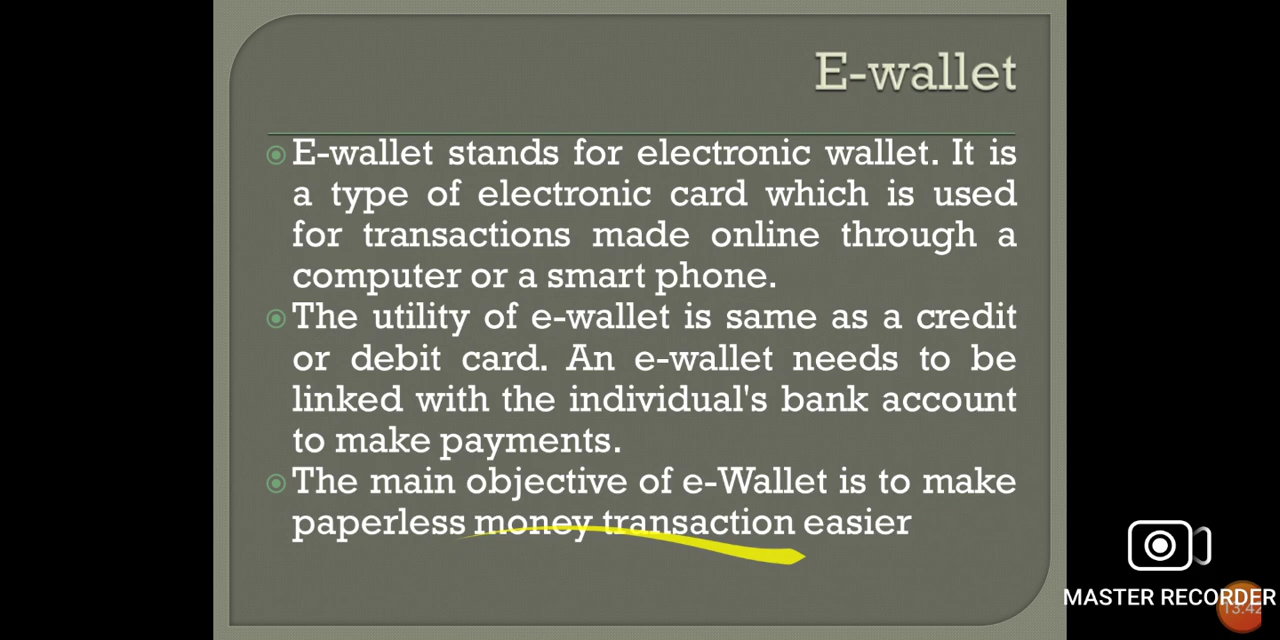 E-wallet
E-wallet stands for electronic wallet. It is
a type of electronic card which is used
for transactions made online through a
computer or a smart phone.
The utility of e-wallet is same as a credit
or debit card. An e-wallet needs to be
linked with the individual's bank account
to make payments.
The main objective of e-Wallet is to make
paperless money transaction easier
MASTER RECORDER
13:42